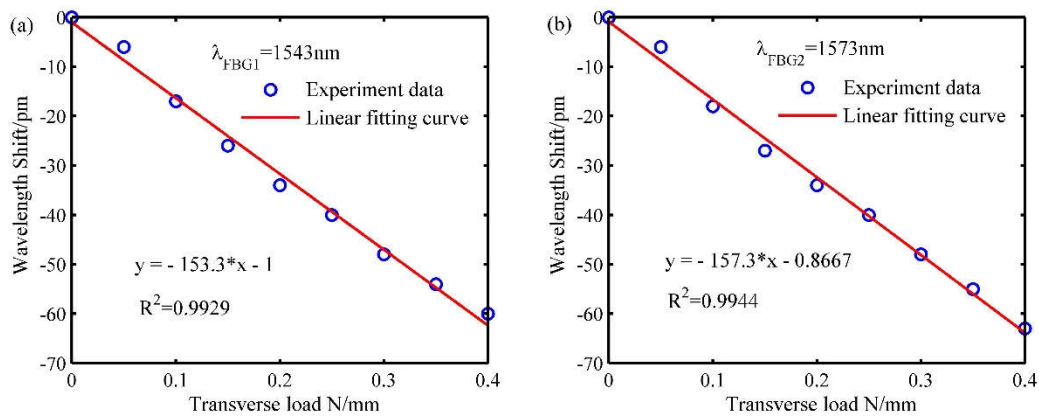 (a)
λFBG1=1543nm
Experiment data
Linear fitting curve
y = - 153.3*x - 1
R²=0.9929
Wavelength Shift/pm
-0
-10
-20
-30
-40
-50
-60
-70
0 0.1 0.2 0.3 0.4
Transverse load N/mm
(b)
λFBG2=1573nm
Experiment data
Linear fitting curve
y = - 157.3*x - 0.8667
R²=0.9944
Wavelength Shift/pm
-0
-10
-20
-30
-40
-50
-60
-70
0 0.1 0.2 0.3 0.4
Transverse load N/mm